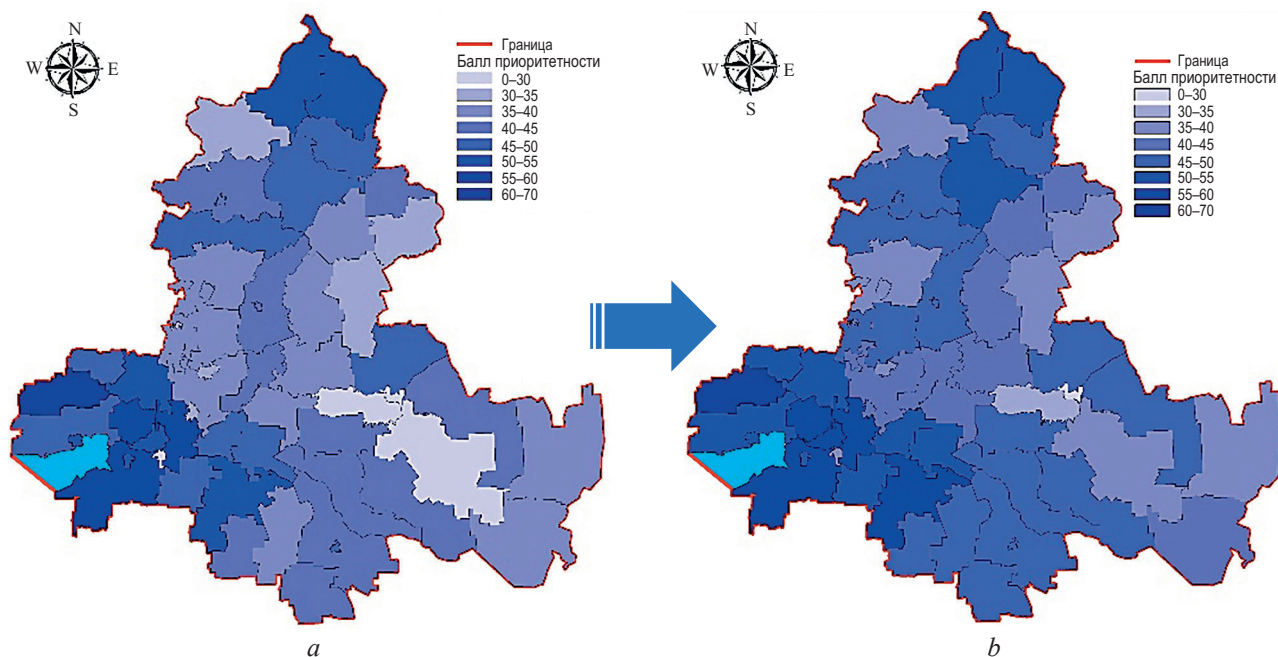 N
W E
S
Граница
Балл приоритетности
0–30
30–35
35–40
40–45
45–50
50–55
55–60
60–70
a
N
W E
S
Граница
Балл приоритетности
0–30
30–35
35–40
40–45
45–50
50–55
55–60
60–70
b